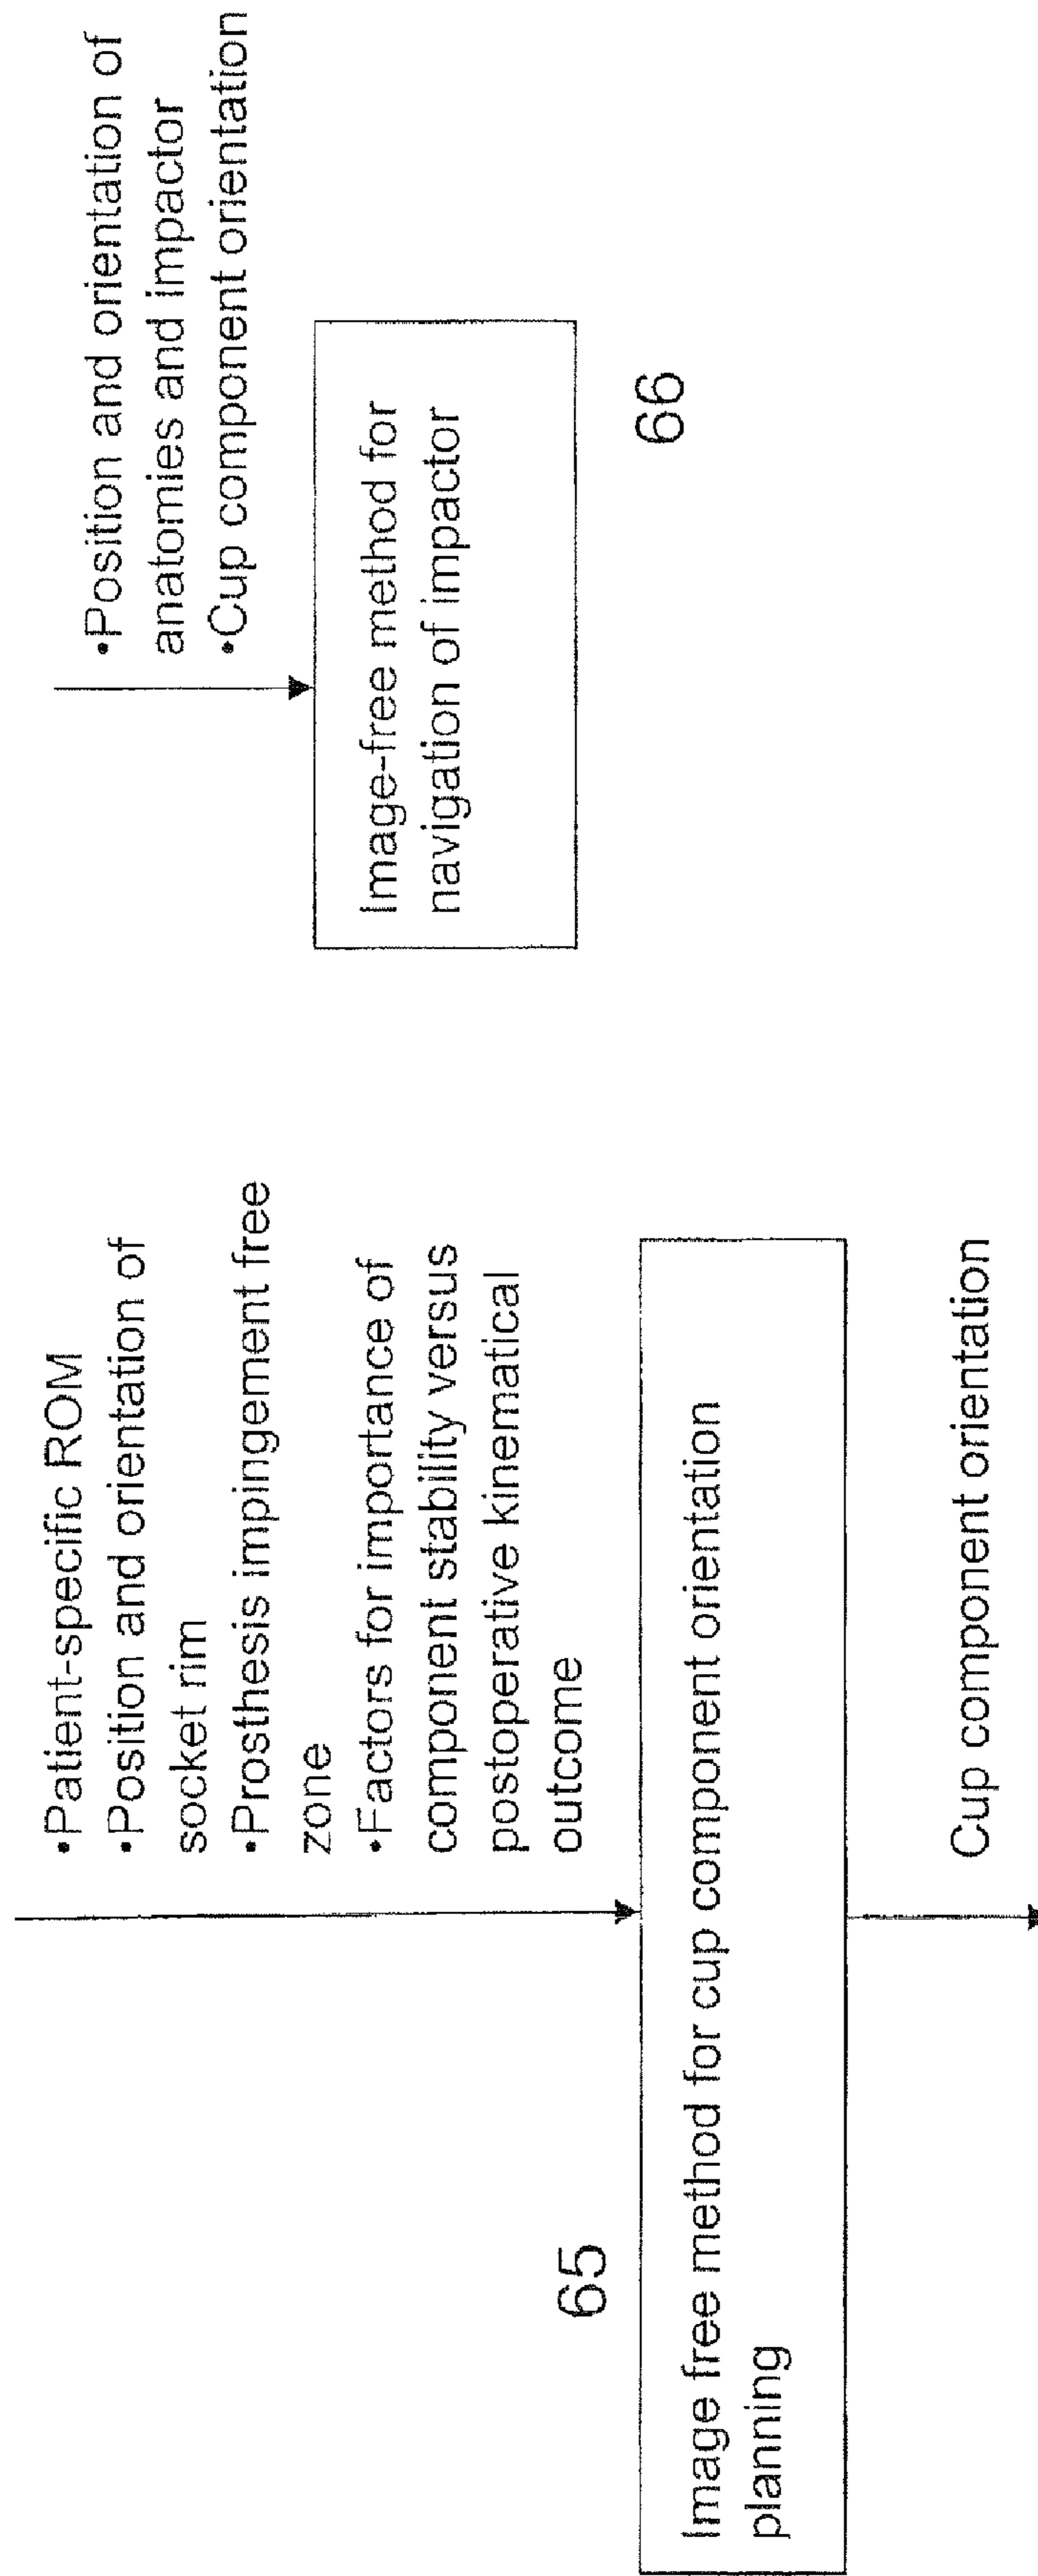 •Patient-specific ROM
•Position and orientation of
socket rim
•Prosthesis impingement free
zone
•Factors for importance of
component stability versus
postoperative kinematical
outcome
65
Image free method for cup component orientation
planning
Cup component orientation
•Position and orientation of
anatomies and impactor
•Cup component orientation
Image-free method for
navigation of impactor
66